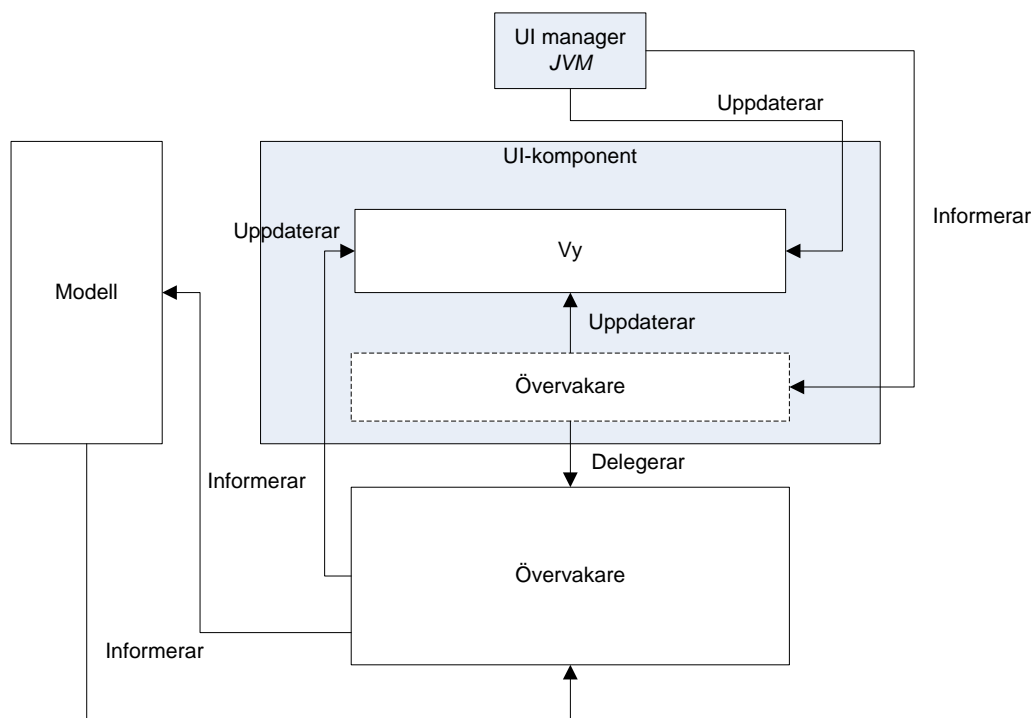 UI manager
JVM
Uppdaterar
UI-komponent
Informerar
Uppdaterar
Vy
Modell
Uppdaterar
Övervakare
Delegerar
Informerar
Övervakare
Informerar